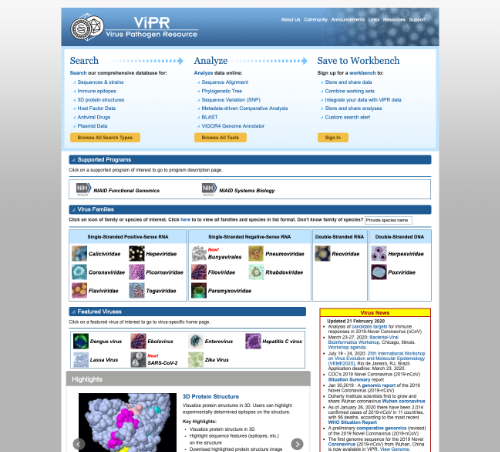 ViPR
Virus Pathogen Resource
About Us Community Announcements Links Resources Support
Search
Search our comprehensive database for:
Sequences & strains
Immune epitopes
3D protein structures
Host Factor Data
Antiviral Drugs
Plasmid Data
Browse All Search Types
Analyze
Analyze data online:
Sequence Alignment
Phylogenetic Tree
Sequence Variation (SNP)
Metadata-driven Comparative Analysis
BLAST
VIGOR4 Genome Annotator
Browse All Tools
Save to Workbench
Sign up for a workbench to:
Store and share data
Combine working sets
Integrate your data with ViPR data
Store and share analyses
Custom search alert
Sign In
Supported Programs
Click on a supported program of interest to go to program description page.
NIH NIAID Functional Genomics
NIH NIAID Systems Biology
Virus Families
Click on icon of family or species of interest. Click here to to view all families and species in list format. Don't know family of species? Provide species name
Single-Stranded Positive-Sense RNA
Caliciviridae
Hepeviridae
Coronaviridae
Picornaviridae
Flaviviridae
Togaviridae
Single-Stranded Negative-Sense RNA
New!
Bunyavirales
Pneumoviridae
Filoviridae
Rhabdoviridae
Paramyxoviridae
Double-Stranded RNA
Reoviridae
Double-Stranded DNA
Herpesviridae
Poxviridae
Featured Viruses
Click on a featured virus of interest to go to virus-specific home page.
Dengue virus
Ebolavirus
Enterovirus
Hepatitis C virus
Lassa Virus
New!
SARS-CoV-2
Zika Virus
Highlights
3D Protein Structure
Visualize protein structures in 3D. Users can highlight
experimentally determined epitopes on the structure.
Key Highlights:
Visualize protein structure in 3D
Highlight sequence features (epitopes, etc.)
on the structure
Download highlighted protein structure image
Virus News
Updated 21 February 2020
Analysis of candidate targets for immune
responses in 2019-Novel Coronavirus (nCoV)
March 23-27, 2020: Bacterial-Viral
Bioinformatics Workshop, Chicago, Illinois.
Workshop agenda.
July 19 - 24, 2020: 25th International Workshop
on Virus Evolution and Molecular Epidemiology
(VEME2020). Rio de Janeiro, RJ, Brazil.
Application deadline: March 23, 2020.
CDC's 2019 Novel Coronavirus (2019-nCoV)
Situation Summary report
Jan 30,2019 : A genomic report of the 2019
Novel Coronavirus (2019-nCoV)
Doherty Institute scientists first to grow and
share Wuhan coronavirus Wuhan coronavirus
As of January 26, 2020 there have been 2,014
confirmed cases of 2019-nCoV in 11 countries,
with 56 deaths, according to the most recent
WHO Situation Report
A preliminary comparative genomics (revised)
of the 2019 Novel Coronavirus (2019-nCoV)
The first genome sequence for the 2019 Novel
Coronavirus (2019-nCoV) from Wuhan, China
is now available in ViPR. View Genome.